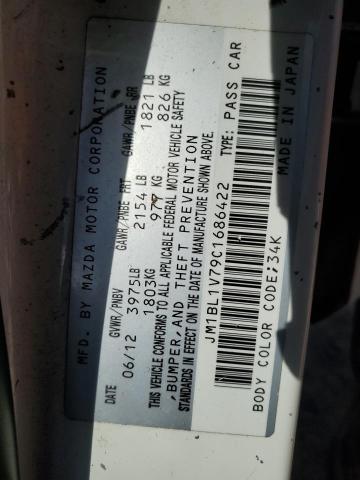 MFD. BY MAZDA MOTOR CORPORATION
GVWR/PNBV GAWR/PNBE FRT GAWR/PNBE RR
06/12 3975LB 2154 LB 1821 LB
1803KG 977 KG 826 KG
THIS VEHICLE CONFORMS TO ALL APPLICABLE FEDERAL MOTOR VEHICLE SAFETY
,BUMPER,AND THEFT PREVENTION
STANDARDS IN EFFECT ON THE DATE OF MANUFACTURE SHOWN ABOVE.
JM1BL1V79C1686422 TYPE: PASS CAR
BODY COLOR CODE;34K MADE IN JAPAN